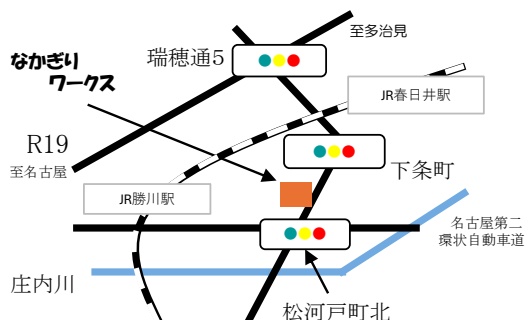 至多治見
瑞穂通5
なかぎり
ワークス
JR春日井駅
R19
至名古屋
下条町
JR勝川駅
名古屋第二
環状自動車道
庄内川
松河戸町北